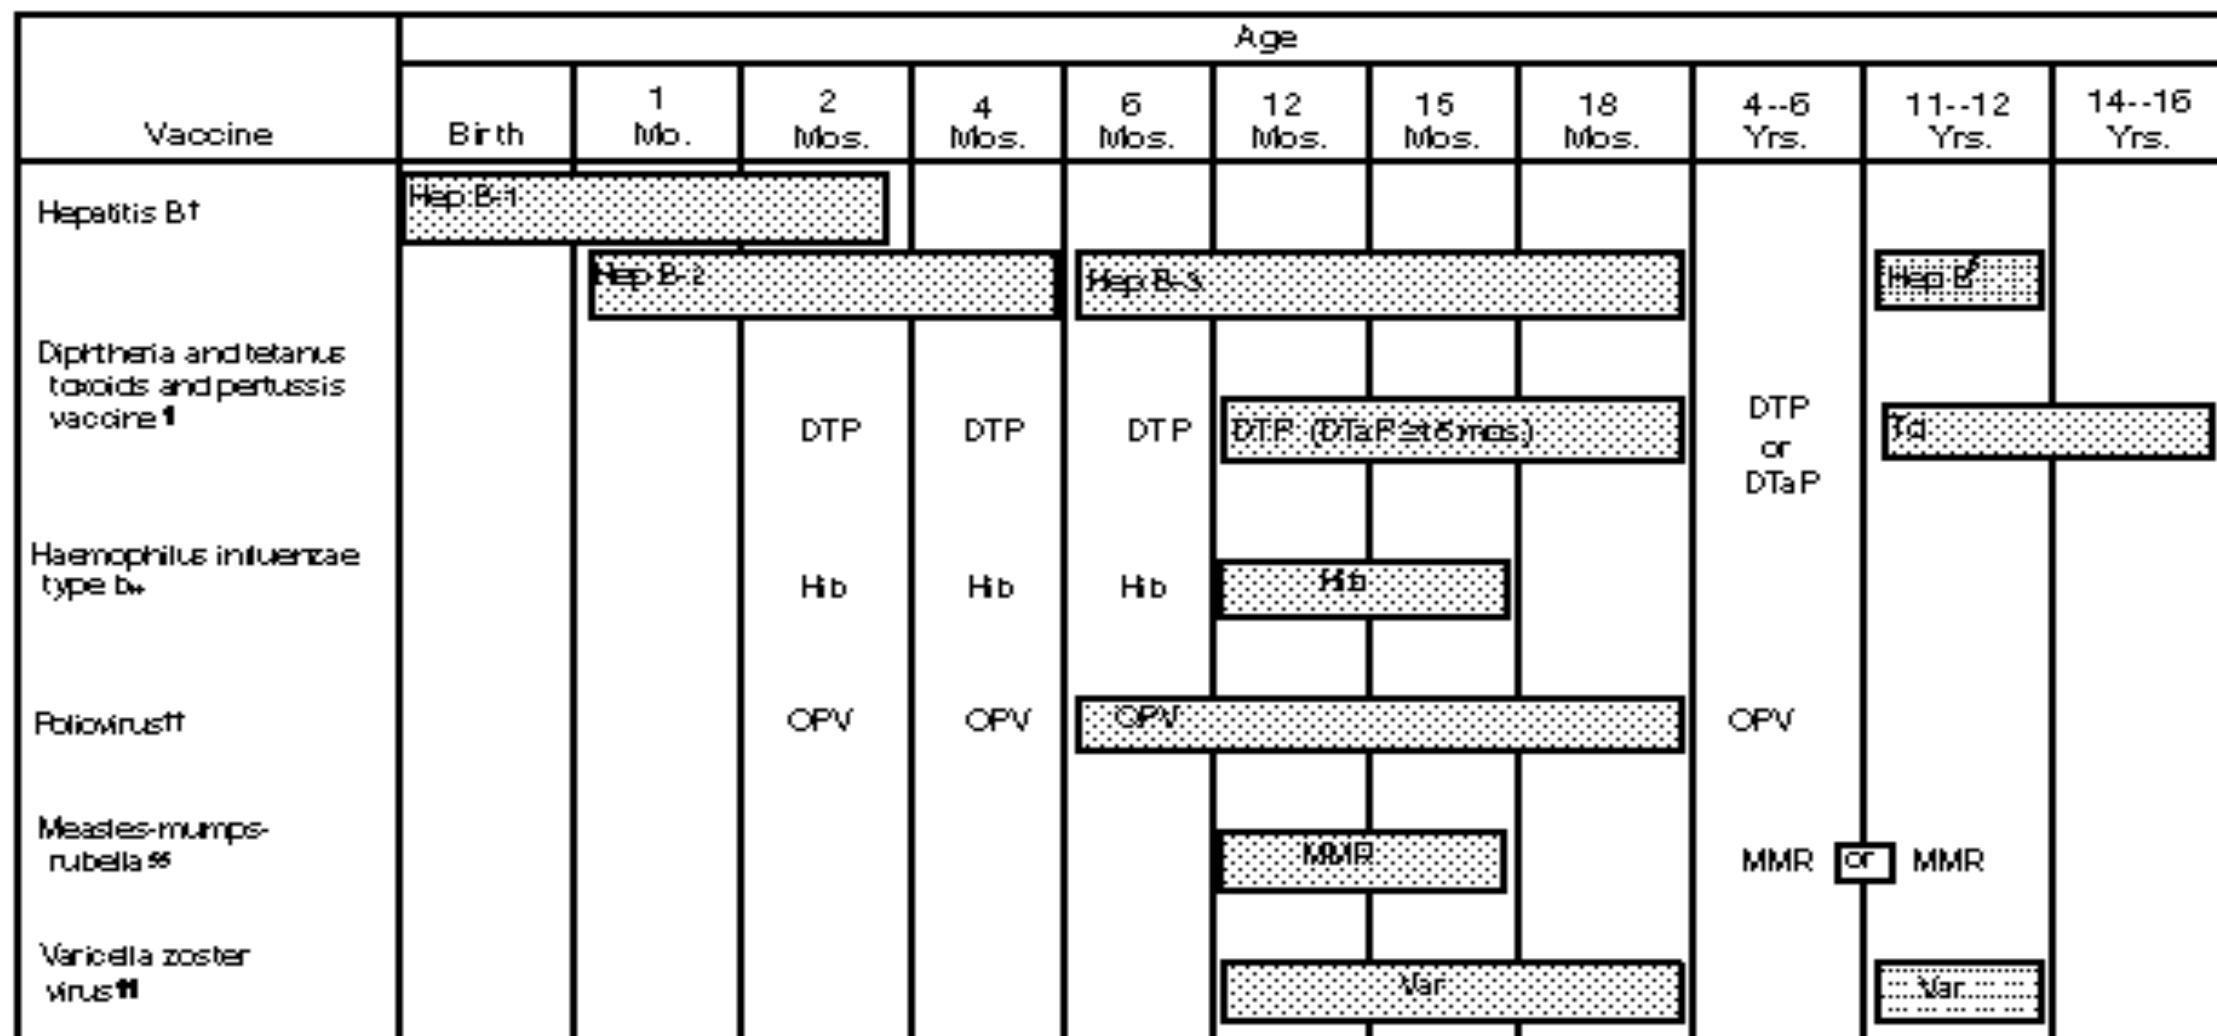 Age
Vaccine
Birth
1
Mo.
2
Mos.
4
Mos.
6
Mos.
12
Mos.
15
Mos.
18
Mos.
4--6
Yrs.
11--12
Yrs.
14--16
Yrs.
Hepatitis B†
Hep B-1
Hep B-2
Hep B-3
Hep B
Diphtheria and tetanus
toxoids and pertussis
vaccine¶
DTP
DTP
DTP
DTP (DTaP
DTP
or
DTaP
Td
Haemophilus influenzae
type b
Hib
Hib
Hib
Hib
Poliovirus††
OPV
OPV
OPV
OPV
Measles-mumps-
rubella§§
MMR
MMR or MMR
Varicella zoster
virus¶¶
Var
Var